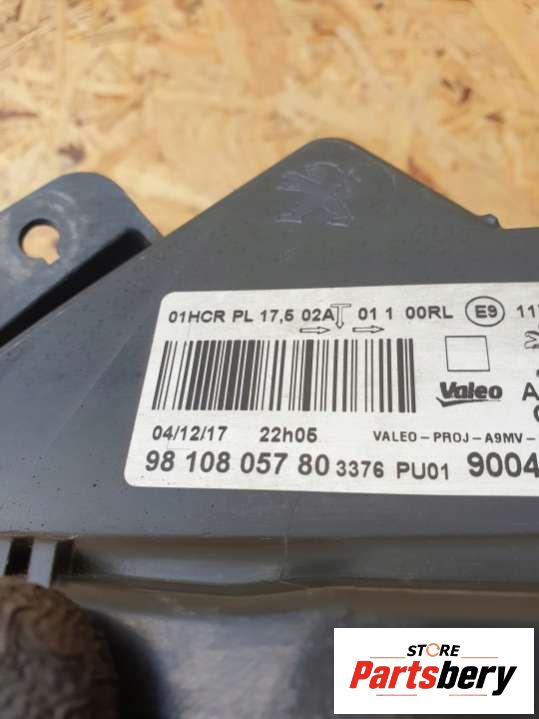 01HCR PL 17,5 02A 01 1 00RL E9 11
Valeo A
04/12/17 22h05 VALEO-PROJ-A9MV-
98 108 057 80 3376 PU01 9004
STORE
Partsbery